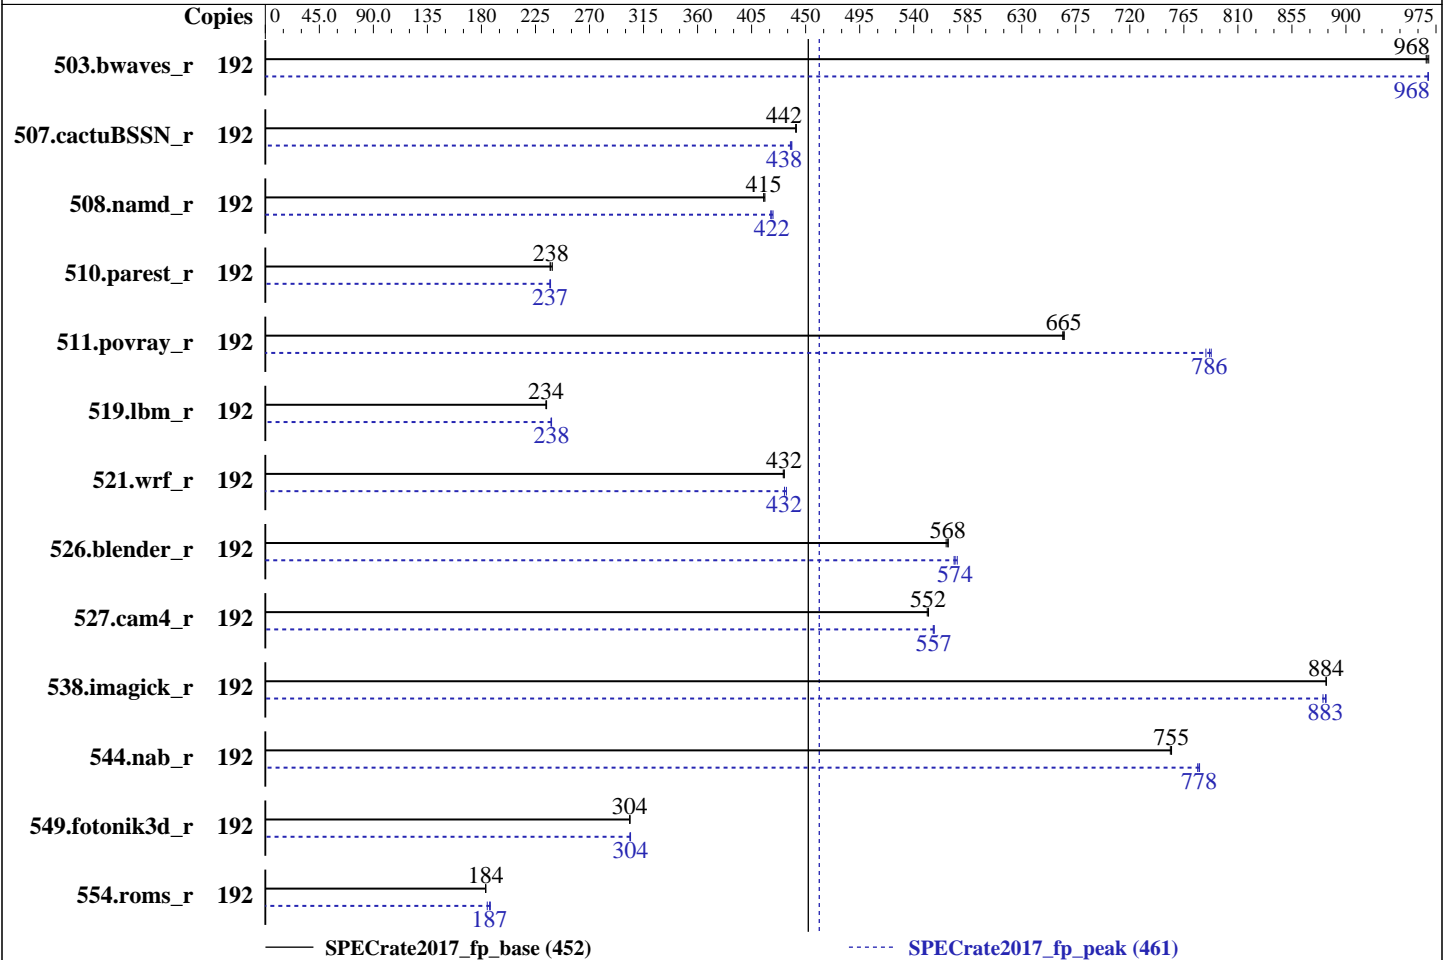 Copies 0 45.0 90.0 135 180 225 270 315 360 405 450 495 540 585 630 675 720 765 810 855 900 975
968
503.bwaves_r 192
968
442
507.cactuBSSN_r 192
438
415
508.namd_r 192
422
238
510.parest_r 192
237
665
511.povray_r 192
786
234
519.lbm_r 192
238
432
521.wrf_r 192
432
568
526.blender_r 192
574
552
527.cam4_r 192
557
884
538.imagick_r 192
883
755
544.nab_r 192
778
304
549.fotonik3d_r 192
304
184
554.roms_r 192
187
SPECrate2017_fp_base (452) SPECrate2017_fp_peak (461)